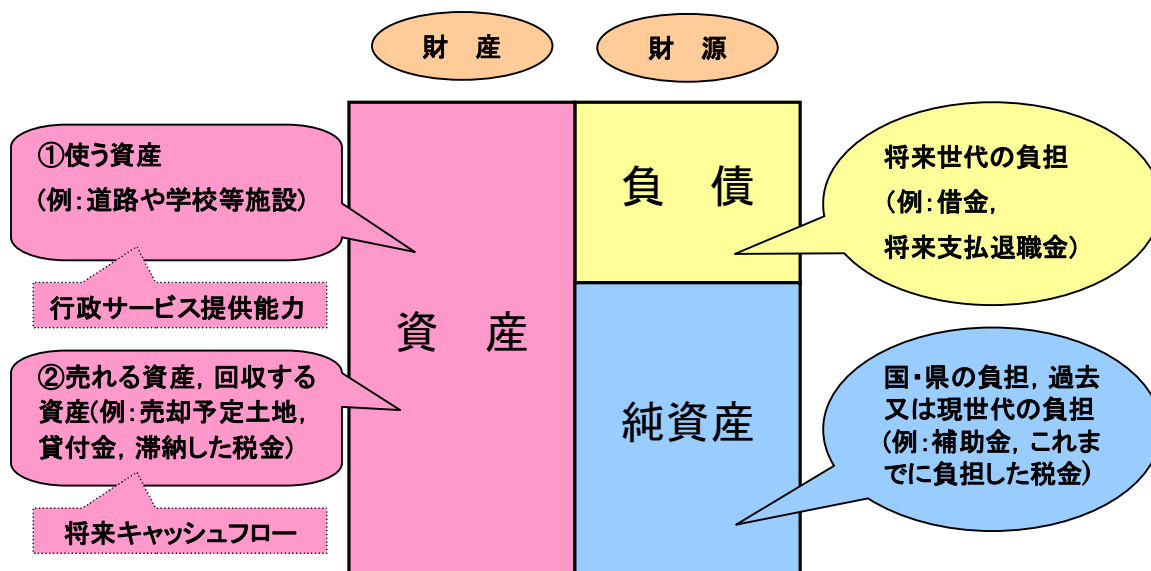 財　産
財　源
①使う資産
(例：道路や学校等施設)
行政サービス提供能力
②売れる資産，回収する
資産(例：売却予定土地，
貸付金，滞納した税金)
将来キャッシュフロー
資　産
負　債
純資産
将来世代の負担
(例：借金，
将来支払退職金)
国・県の負担，過去
又は現世代の負担
(例：補助金，これま
でに負担した税金)